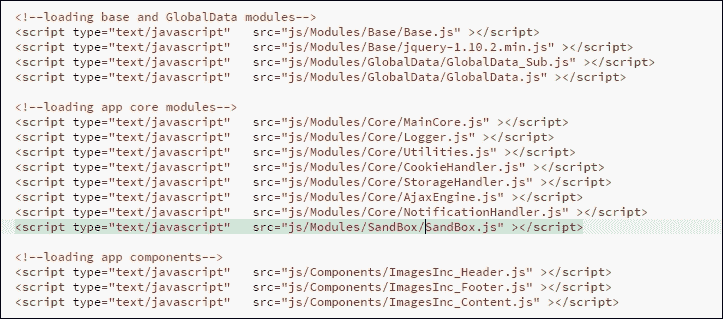 <!--loading base and GlobalData modules-->
<script type="text/javascript"   src="js/Modules/Base/Base.js" ></script>
<script type="text/javascript"   src="js/Modules/Base/jquery-1.10.2.min.js" ></script>
<script type="text/javascript"   src="js/Modules/GlobalData/GlobalData_Sub.js" ></script>
<script type="text/javascript"   src="js/Modules/GlobalData/GlobalData.js" ></script>

<!--loading app core modules-->
<script type="text/javascript"   src="js/Modules/Core/MainCore.js" ></script>
<script type="text/javascript"   src="js/Modules/Core/Logger.js" ></script>
<script type="text/javascript"   src="js/Modules/Core/Utilities.js" ></script>
<script type="text/javascript"   src="js/Modules/Core/CookieHandler.js" ></script>
<script type="text/javascript"   src="js/Modules/Core/StorageHandler.js" ></script>
<script type="text/javascript"   src="js/Modules/Core/AjaxEngine.js" ></script>
<script type="text/javascript"   src="js/Modules/Core/NotificationHandler.js" ></script>
<script type="text/javascript"   src="js/Modules/SandBox/SandBox.js" ></script>

<!--loading app components-->
<script type="text/javascript"   src="js/Components/ImagesInc_Header.js" ></script>
<script type="text/javascript"   src="js/Components/ImagesInc_Footer.js" ></script>
<script type="text/javascript"   src="js/Components/ImagesInc_Content.js" ></script>